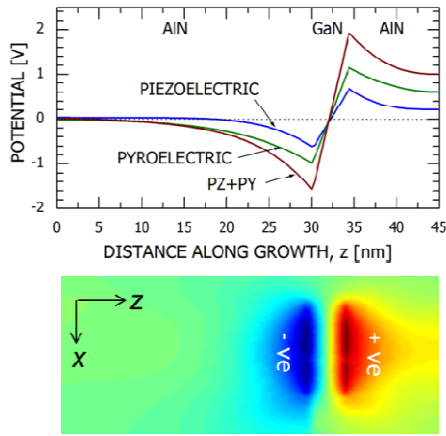 AlN GaN AlN
POTENTIAL [V]
2
1
0
-1
-2
PIEZOELECTRIC
PYROELECTRIC
PZ+PY
0 5 10 15 20 25 30 35 40 45
DISTANCE ALONG GROWTH, z [nm]
Z
X
- ve
+ ve